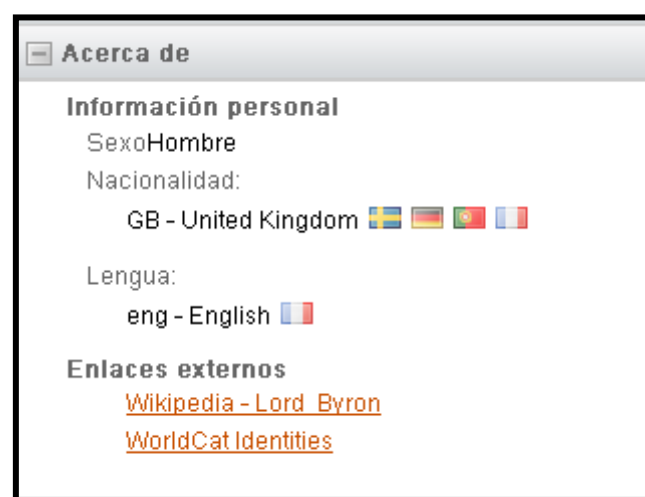 Acerca de
Información personal
SexoHombre
Nacionalidad:
GB - United Kingdom
Lengua:
eng - English
Enlaces externos
Wikipedia - Lord_Byron
WorldCat Identities